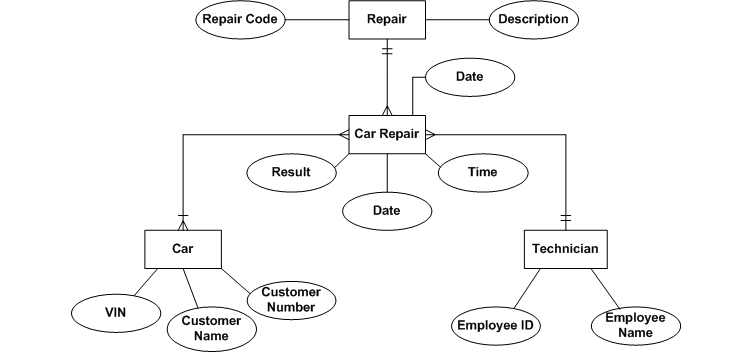 Repair Code
Repair
Description
Date
Car Repair
Result
Time
Date
Car
Technician
VIN
Customer
Name
Customer
Number
Employee ID
Employee
Name